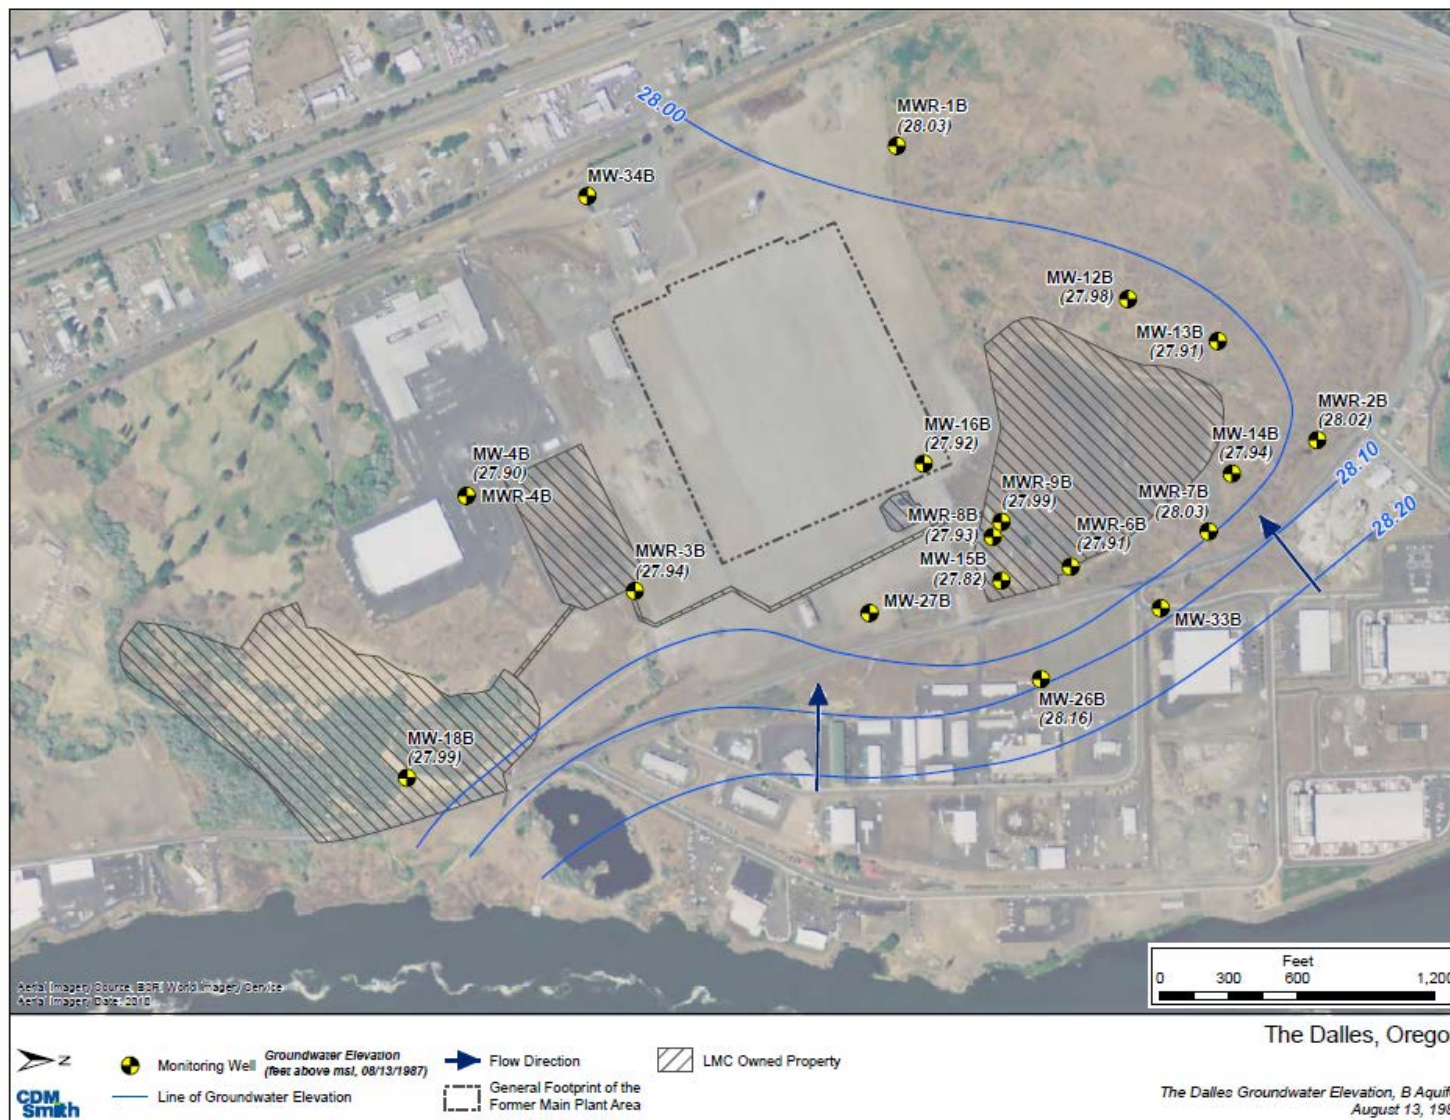 28.00
MWR-1B
(28.03)
MW-34B
MW-12B
(27.98)
MW-13B
(27.91)
MWR-2B
(28.02)
MW-16B
(27.92)
MW-14B
(27.94)
28.10
MW-4B
(27.90)
MWR-4B
MWR-9B
(27.99)
MWR-7B
(28.03)
28.20
MWR-8B
(27.93)
MWR-6B
(27.91)
MWR-3B
(27.94)
MW-15B
(27.82)
MW-27B
MW-33B
MW-26B
(28.16)
MW-18B
(27.99)
Feet
0 300 600 1,200
Aerial Imagery Source: ESRI World Imagery Service
Aerial Imagery Date: 2018
The Dalles, Orego
N
Monitoring Well
Groundwater Elevation
(feet above msl, 08/13/1987)
Flow Direction
LMC Owned Property
CDM
Smith
Line of Groundwater Elevation
General Footprint of the
Former Main Plant Area
The Dalles Groundwater Elevation, B Aquif
August 13, 198